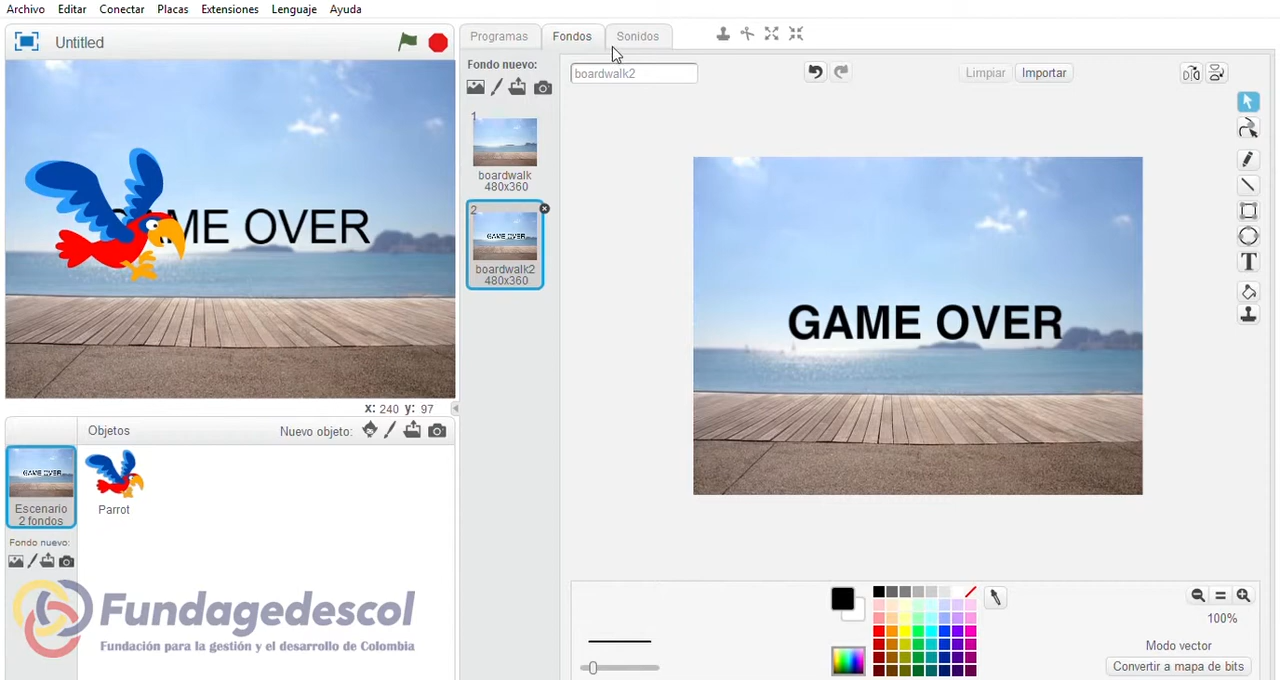 Archivo Editar Conectar Placas Extensiones Lenguaje Ayuda
Untitled
Programas Fondos Sonidos
Fondo nuevo:
boardwalk2
Limpiar Importar
1
boardwalk
480x360
2
GAME OVER
boardwalk2
480x360
GAME OVER
GAME OVER
x: 240 y: 97
Objetos Nuevo objeto:
GAME OVER
Escenario
2 fondos
Parrot
Fondo nuevo:
Fundagedescol
Fundación para la gestión y el desarrollo de Colombia
T
100%
Modo vector
Convertir a mapa de bits